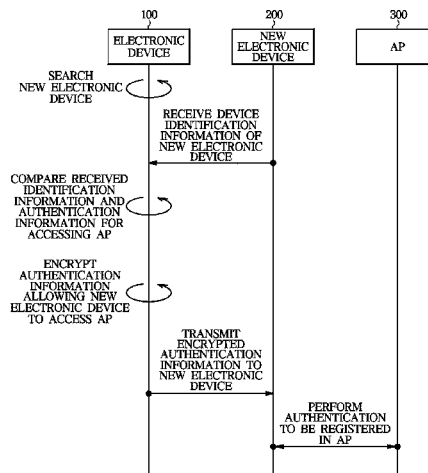 100
200
300
ELECTRONIC
DEVICE
NEW
ELECTRONIC
DEVICE
AP
SEARCH
NEW ELECTRONIC
DEVICE
RECEIVE DEVICE
IDENTIFICATION
INFORMATION OF
NEW ELECTRONIC
DEVICE
COMPARE RECEIVED
IDENTIFICATION
INFORMATION AND
AUTHENTICATION
INFORMATION FOR
ACCESSING AP
ENCRYPT
AUTHENTICATION
INFORMATION
ALLOWING NEW
ELECTRONIC DEVICE
TO ACCESS AP
TRANSMIT
ENCRYPTED
AUTHENTICATION
INFORMATION TO
NEW ELECTRONIC
DEVICE
PERFORM
AUTHENTICATION
TO BE REGISTERED
IN AP